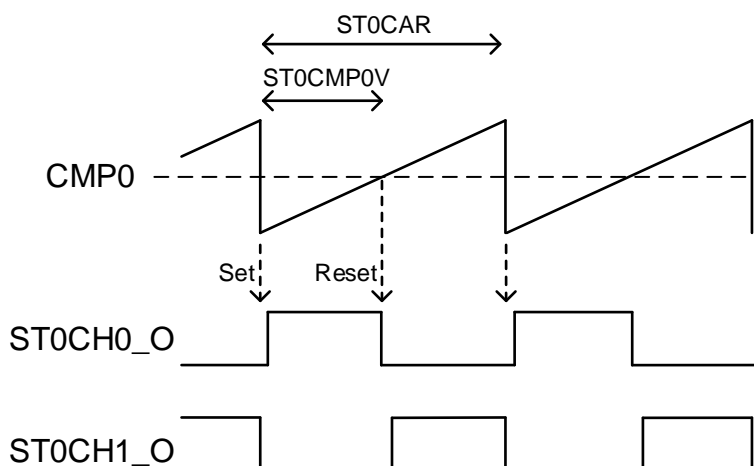 ST0CAR
ST0CMP0V
CMP0
Set
Reset
ST0CH0_O
ST0CH1_O